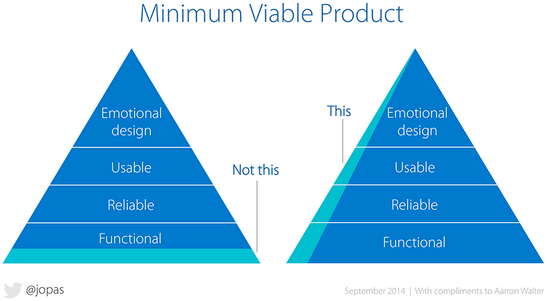 Minimum Viable Product
Emotional
design
Usable
Reliable
Functional
Not this
This
Emotional
design
Usable
Reliable
Functional
@jopas
September 2014 | With compliments to Aarron Walter